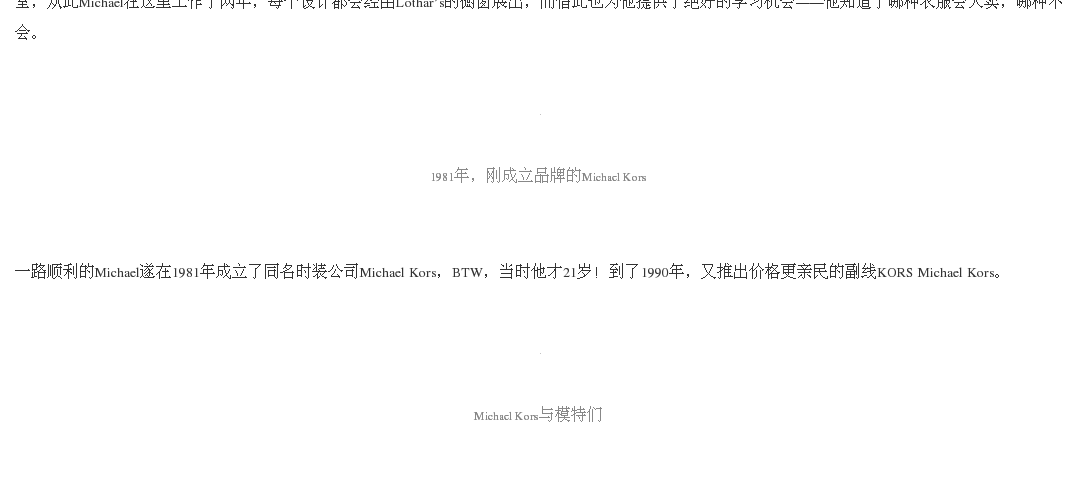 室，从此Michael在这里工作了两年，每个设计都会经由Lothar's的橱窗展出，而借此也为他提供了绝好的学习机会——他知道了哪种衣服会大卖，哪种不
会。
1981年，刚成立品牌的Michael Kors
一路顺利的Michael遂在1981年成立了同名时装公司Michael Kors，BTW，当时他才21岁！到了1990年，又推出价格更亲民的副线KORS Michael Kors。
Michael Kors与模特们